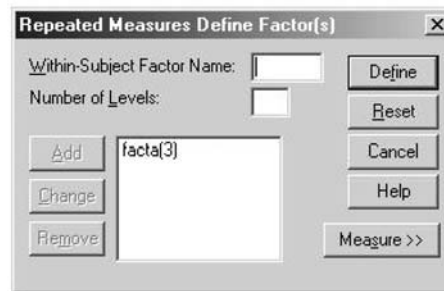 Repeated Measures Define Factor(s)
Within-Subject Factor Name:
Define
Number of Levels:
Reset
Add
facta(3)
Cancel
Change
Help
Remove
Measure >>